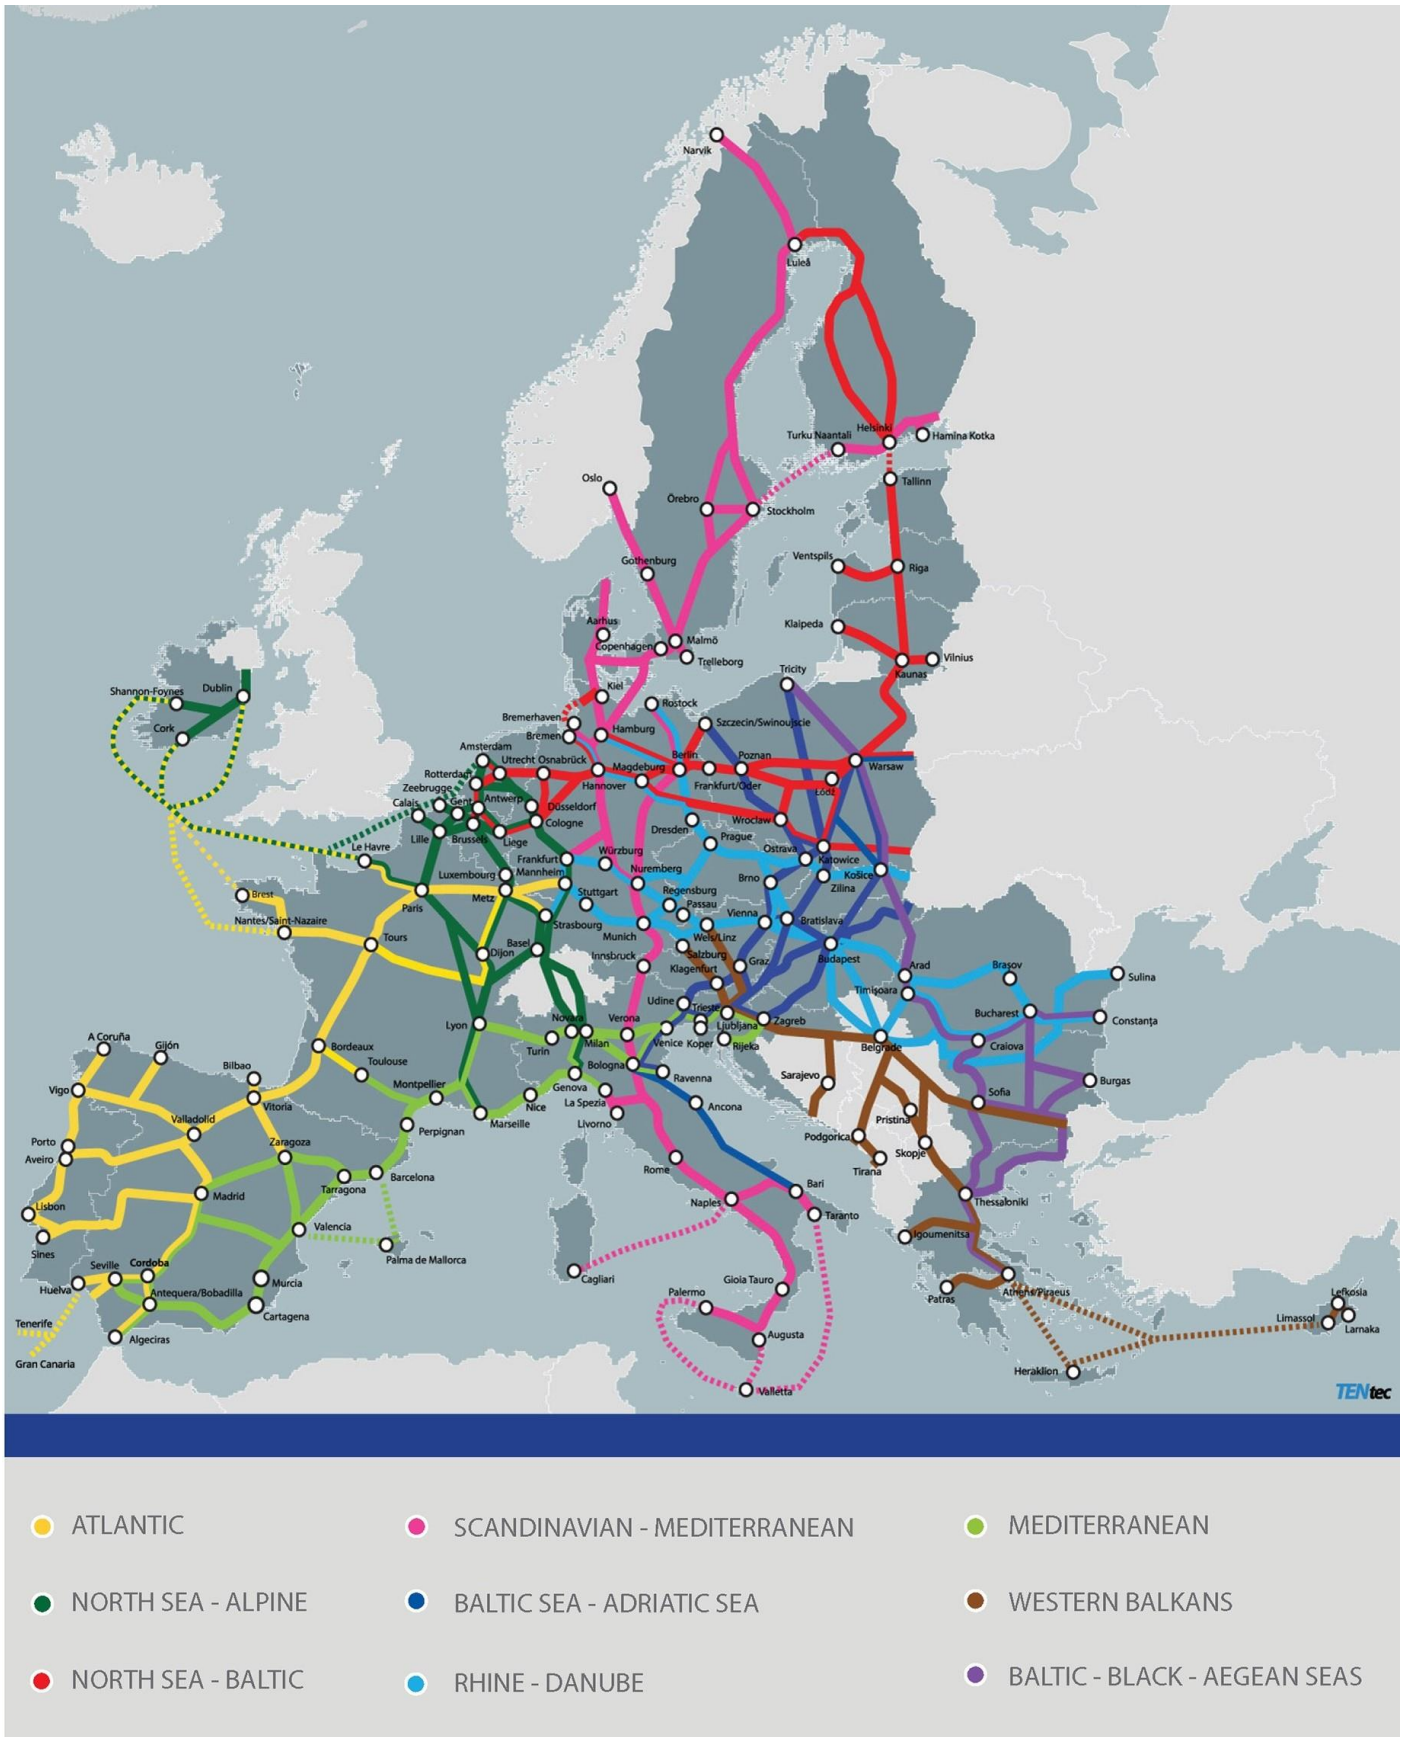 Narvik
Luleå
Helsinki
Turku Naantali
Hamina Kotka
Oslo
Tallinn
Örebro
Stockholm
Ventspils
Riga
Gothenburg
Klaipeda
Aarhus
Copenhagen
Malmö
Trelleborg
Vilnius
Kaunas
Tricity
Shannon-Foynes
Dublin
Kiel
Rostock
Cork
Bremerhaven
Szczecin/Swinoujscie
Bremen
Hamburg
Amsterdam
Utrecht
Osnabrück
Berlin
Poznan
Warsaw
Rotterdam
Magdeburg
Hannover
Frankfurt/Oder
Łódź
Zeebrugge
Calais
Gent
Antwerp
Düsseldorf
Cologne
Wroclaw
Lille
Brussels
Liege
Dresden
Prague
Le Havre
Frankfurt
Würzburg
Ostrava
Katowice
Luxembourg
Mannheim
Nuremberg
Brno
Zilina
Košice
Brest
Paris
Metz
Stuttgart
Regensburg
Passau
Nantes/Saint-Nazaire
Strasbourg
Munich
Vienna
Bratislava
Tours
Basel
Wels/Linz
Dijon
Salzburg
Budapest
Innsbruck
Klagenfurt
Graz
Arad
Brașov
Sulina
Timișoara
Udine
Trieste
Lyon
Novara
Verona
Ljubljana
Zagreb
Bucharest
Constanța
A Coruña
Gijón
Bordeaux
Turin
Milan
Venice
Koper
Rijeka
Belgrade
Craiova
Bilbao
Toulouse
Bologna
Ravenna
Sarajevo
Burgas
Vigo
Vitoria
Montpellier
Genova
La Spezia
Nice
Ancona
Sofia
Valladolid
Marseille
Livorno
Pristina
Porto
Perpignan
Podgorica
Skopje
Aveiro
Zaragoza
Tirana
Rome
Barcelona
Tarragona
Madrid
Bari
Lisbon
Naples
Thessaloniki
Taranto
Valencia
Igoumenitsa
Sines
Palma de Mallorca
Seville
Cordoba
Cagliari
Gioia Tauro
Murcia
Huelva
Antequera/Bobadilla
Palermo
Patras
Athens/Piraeus
Lefkosia
Cartagena
Limassol
Larnaka
Tenerife
Algeciras
Augusta
Gran Canaria
Heraklion
Valletta
TENtec
ATLANTIC
SCANDINAVIAN - MEDITERRANEAN
MEDITERRANEAN
NORTH SEA - ALPINE
BALTIC SEA - ADRIATIC SEA
WESTERN BALKANS
NORTH SEA - BALTIC
RHINE - DANUBE
BALTIC - BLACK - AEGEAN SEAS